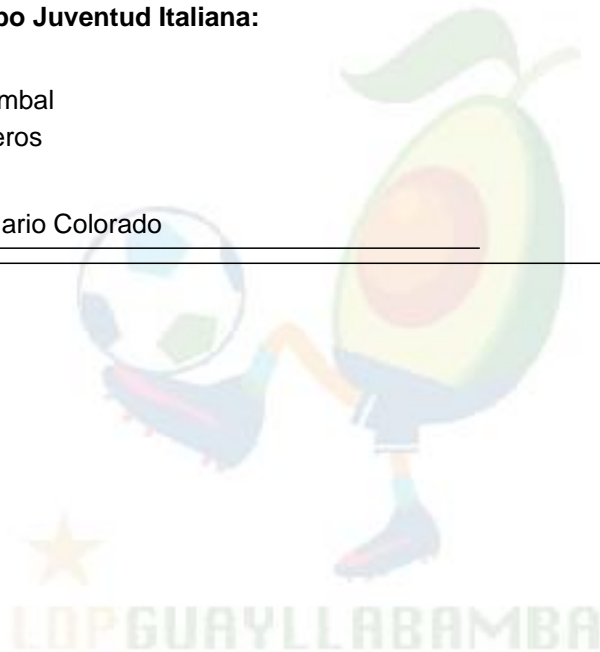 po Juventud Italiana:
mbal
eros
ario Colorado
LDPGUAYLLABAMBA